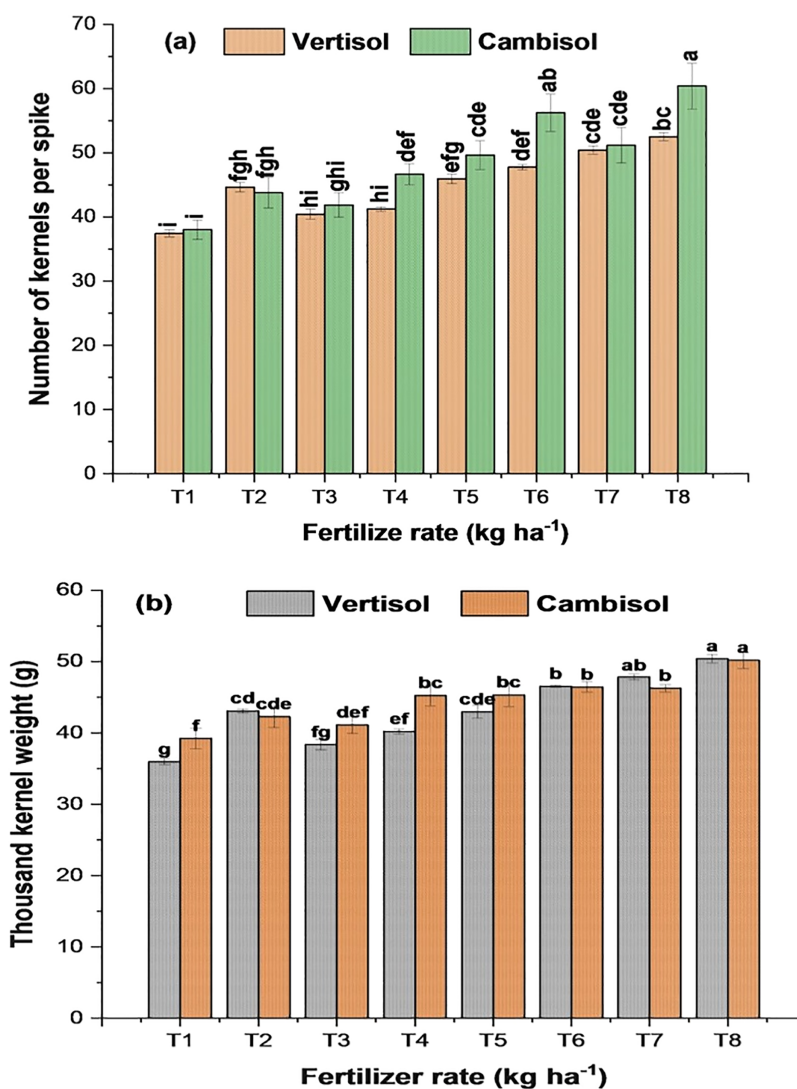 (a) Vertisol Cambisol
Number of kernels per spike
70
60
50
40
30
20
10
0
i i fgh fgh hi ghi hi def efg cde def ab cde cde bc a
T1 T2 T3 T4 T5 T6 T7 T8
Fertilize rate (kg ha⁻¹)
(b) Vertisol Cambisol
Thousand kernel weight (g)
60
50
40
30
20
10
0
g f cd cde fg def ef bc cde bc b b ab b a a
T1 T2 T3 T4 T5 T6 T7 T8
Fertilizer rate (kg ha⁻¹)